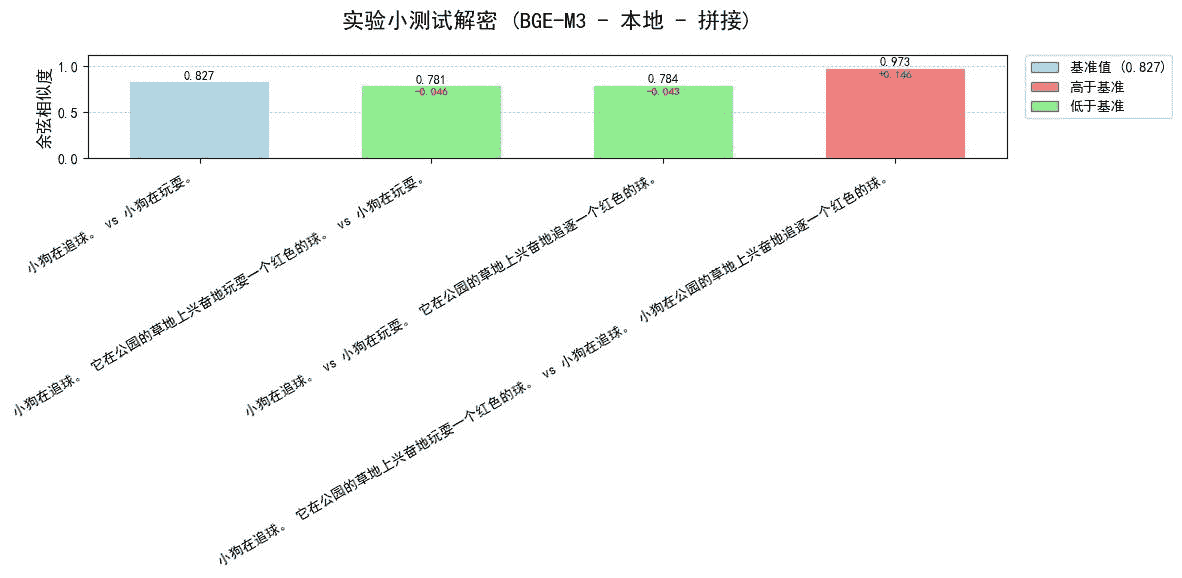 实验小测试解密 (BGE-M3 - 本地 - 拼接)
余弦相似度
1.0
0.5
0.0
0.827
0.781
-0.046
0.784
-0.043
0.973
+0.146
基准值 (0.827)
高于基准
低于基准
小狗在追球。 vs 小狗在玩耍。
小狗在追球。 它在公园的草地上兴奋地玩耍一个红色的球。 vs 小狗在玩耍。
小狗在追球。 vs 小狗在玩耍。 它在公园的草地上兴奋地追逐一个红色的球。
小狗在追球。 它在公园的草地上兴奋地玩耍一个红色的球。 vs 小狗在追球。 小狗在公园的草地上兴奋地追逐一个红色的球。